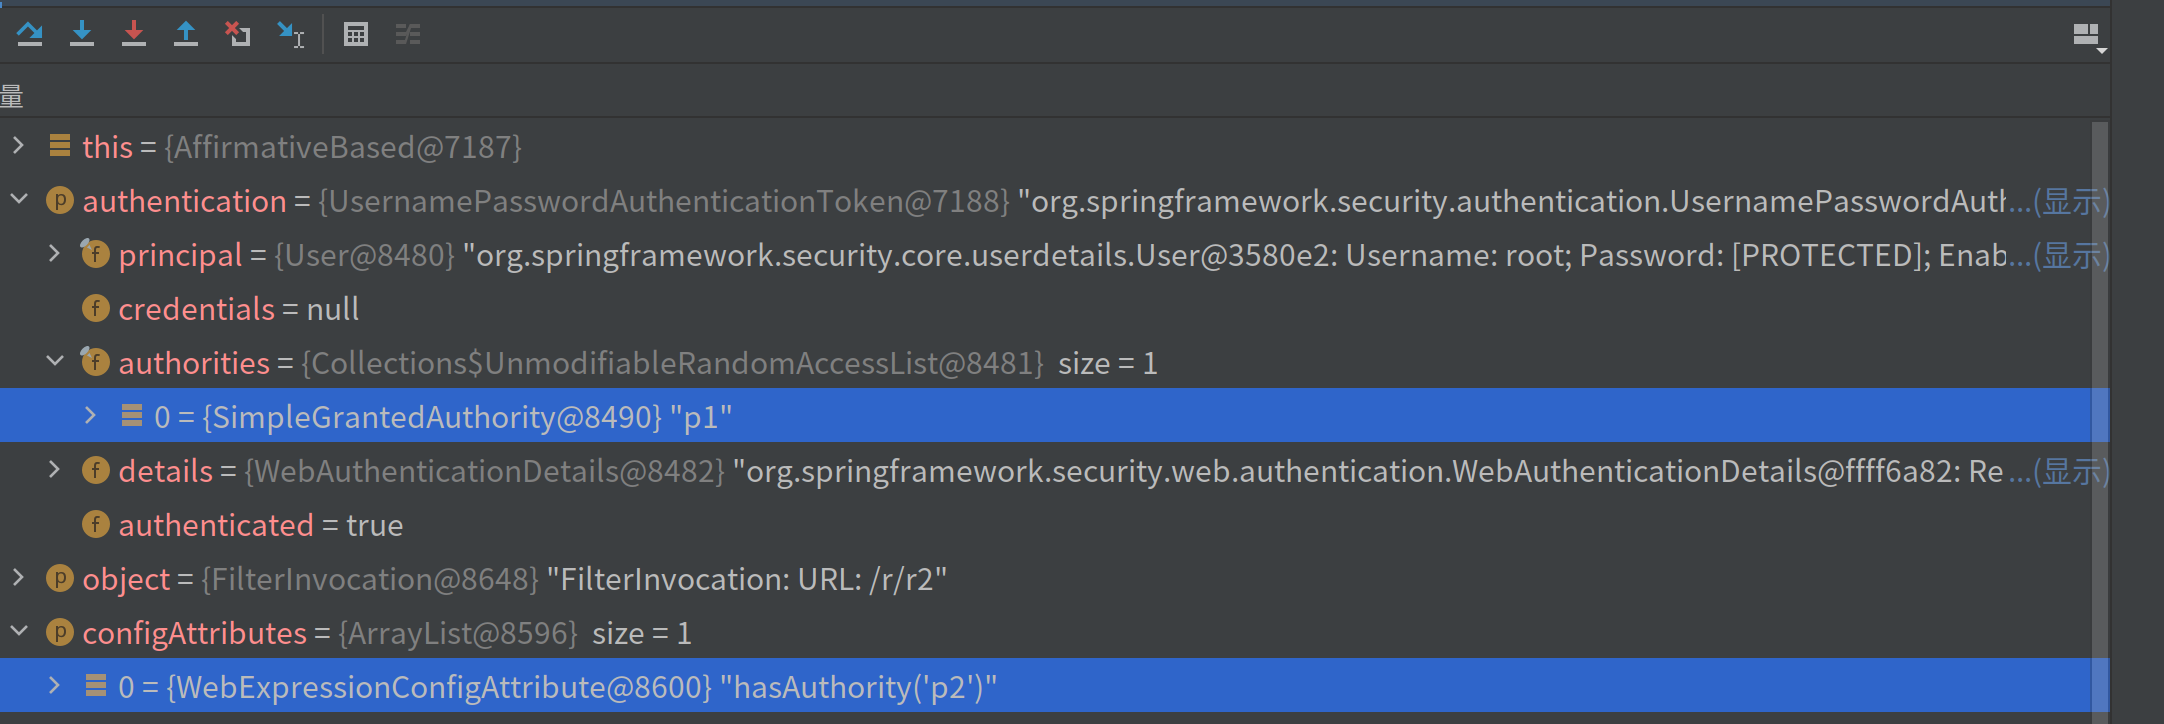 量
this = {AffirmativeBased@7187}
authentication = {UsernamePasswordAuthenticationToken@7188} "org.springframework.security.authentication.UsernamePasswordAuth...(显示)
principal = {User@8480} "org.springframework.security.core.userdetails.User@3580e2: Username: root; Password: [PROTECTED]; Enab...(显示)
credentials = null
authorities = {Collections$UnmodifiableRandomAccessList@8481} size = 1
0 = {SimpleGrantedAuthority@8490} "p1"
details = {WebAuthenticationDetails@8482} "org.springframework.security.web.authentication.WebAuthenticationDetails@ffff6a82: Re ...(显示)
authenticated = true
object = {FilterInvocation@8648} "FilterInvocation: URL: /r/r2"
configAttributes = {ArrayList@8596} size = 1
0 = {WebExpressionConfigAttribute@8600} "hasAuthority('p2')"